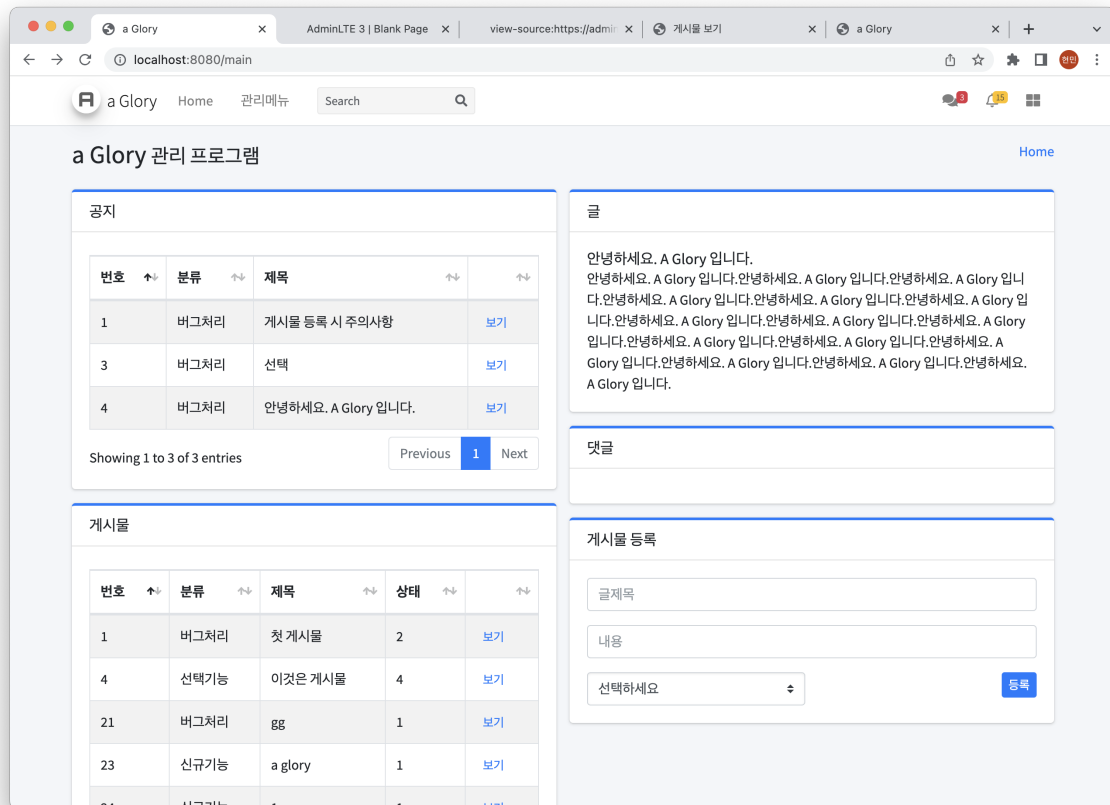 a Glory
AdminLTE 3 | Blank Page
view-source:https://admin
게시물 보기
a Glory
localhost:8080/main
현민
a Glory Home 관리메뉴 Search
3
15
a Glory 관리 프로그램
Home
공지
번호 분류 제목
1 버그처리 게시물 등록 시 주의사항 보기
3 버그처리 선택 보기
4 버그처리 안녕하세요. A Glory 입니다. 보기
Showing 1 to 3 of 3 entries
Previous 1 Next
게시물
번호 분류 제목 상태
1 버그처리 첫 게시물 2 보기
4 선택기능 이것은 게시물 4 보기
21 버그처리 gg 1 보기
23 신규기능 a glory 1 보기
글
안녕하세요. A Glory 입니다.
안녕하세요. A Glory 입니다.안녕하세요. A Glory 입니다.안녕하세요. A Glory 입니
다.안녕하세요. A Glory 입니다.안녕하세요. A Glory 입니다.안녕하세요. A Glory 입
니다.안녕하세요. A Glory 입니다.안녕하세요. A Glory 입니다.안녕하세요. A Glory
입니다.안녕하세요. A Glory 입니다.안녕하세요. A Glory 입니다.안녕하세요. A
Glory 입니다.안녕하세요. A Glory 입니다.안녕하세요. A Glory 입니다.안녕하세요.
A Glory 입니다.
댓글
게시물 등록
글제목
내용
선택하세요
등록